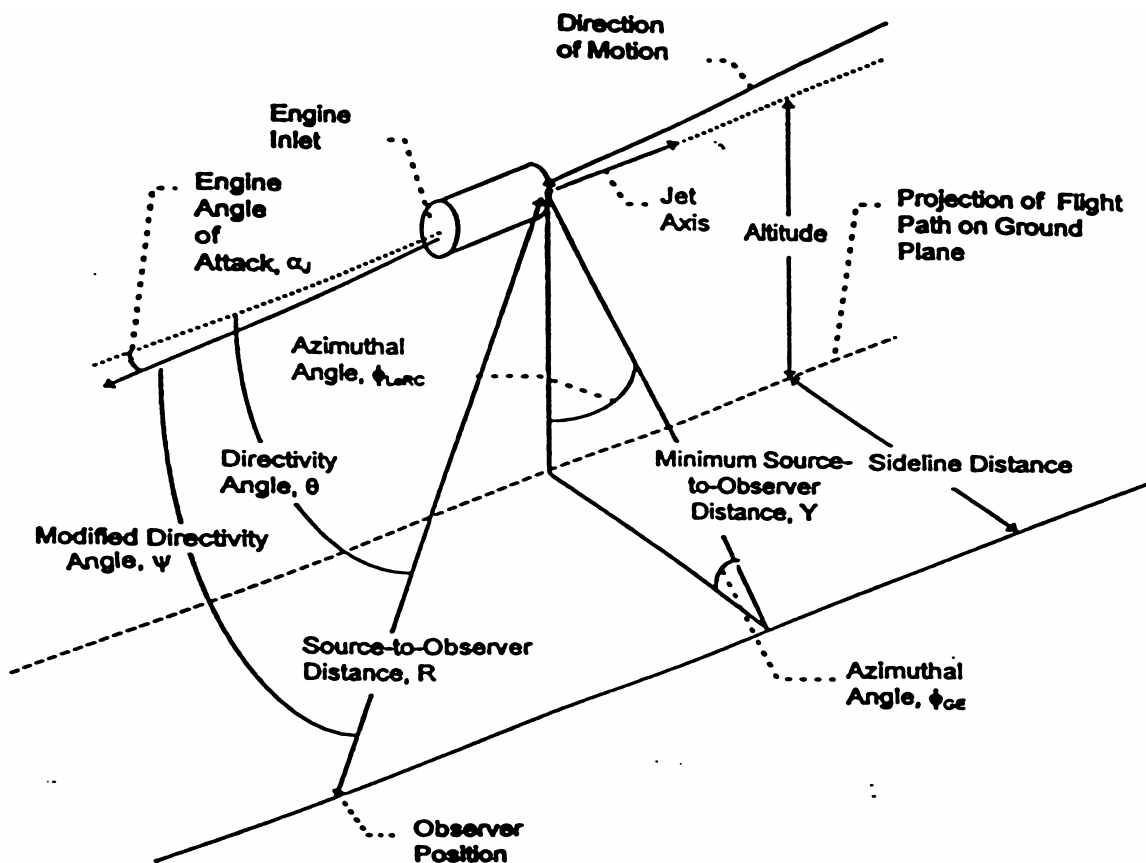 Direction
of Motion
Engine
Inlet
Engine
Angle
of
Attack, αJ
Jet
Axis
Altitude
Projection of Flight
Path on Ground
Plane
Azimuthal
Angle, ϕLeRC
Directivity
Angle, θ
Minimum Source-
to-Observer
Distance, Y
Sideline Distance
Modified Directivity
Angle, Ψ
Source-to-Observer
Distance, R
Azimuthal
Angle, ϕGE
Observer
Position